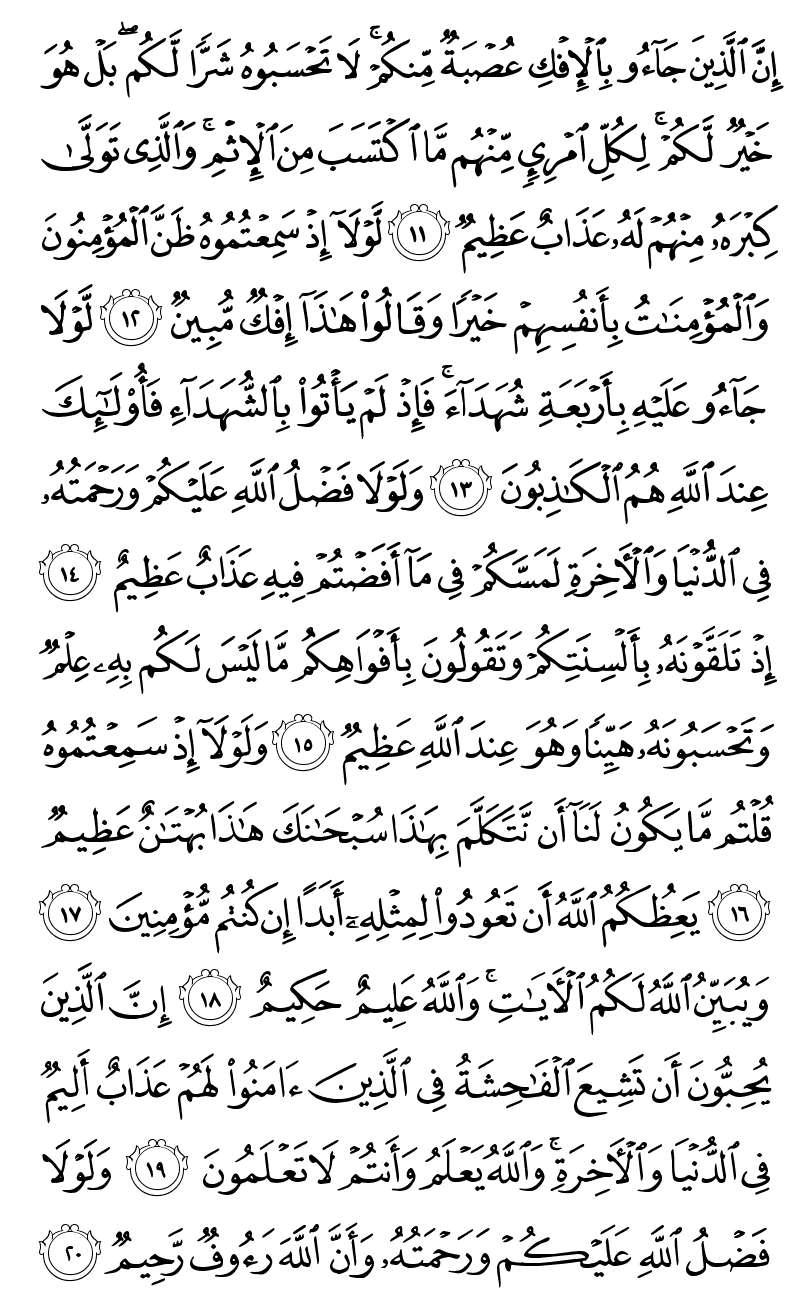 إِنَّ ٱلَّذِينَ جَآءُو بِٱلْإِفْكِ عُصْبَةٌ مِّنكُمْ ۚ لَا تَحْسَبُوهُ شَرًّا لَّكُم ۖ بَلْ هُوَ
خَيْرٌ لَّكُمْ ۚ لِكُلِّ ٱمْرِئٍ مِّنْهُم مَّا ٱكْتَسَبَ مِنَ ٱلْإِثْمِ ۚ وَٱلَّذِى تَوَلَّىٰ
كِبْرَهُۥ مِنْهُمْ لَهُۥ عَذَابٌ عَظِيمٌ ١١ لَّوْلَآ إِذْ سَمِعْتُمُوهُ ظَنَّ ٱلْمُؤْمِنُونَ
وَٱلْمُؤْمِنَـٰتُ بِأَنفُسِهِمْ خَيْرًا وَقَالُوا۟ هَـٰذَآ إِفْكٌ مُّبِينٌ ١٢ لَّوْلَا
جَآءُو عَلَيْهِ بِأَرْبَعَةِ شُهَدَآءَ ۚ فَإِذْ لَمْ يَأْتُوا۟ بِٱلشُّهَدَآءِ فَأُو۟لَـٰٓئِكَ
عِندَ ٱللَّهِ هُمُ ٱلْكَـٰذِبُونَ ١٣ وَلَوْلَا فَضْلُ ٱللَّهِ عَلَيْكُمْ وَرَحْمَتُهُۥ
فِى ٱلدُّنْيَا وَٱلْـَٔاخِرَةِ لَمَسَّكُمْ فِى مَآ أَفَضْتُمْ فِيهِ عَذَابٌ عَظِيمٌ ١٤
إِذْ تَلَقَّوْنَهُۥ بِأَلْسِنَتِكُمْ وَتَقُولُونَ بِأَفْوَاهِكُم مَّا لَيْسَ لَكُم بِهِۦ عِلْمٌ
وَتَحْسَبُونَهُۥ هَيِّنًا وَهُوَ عِندَ ٱللَّهِ عَظِيمٌ ١٥ وَلَوْلَآ إِذْ سَمِعْتُمُوهُ
قُلْتُم مَّا يَكُونُ لَنَآ أَن نَّتَكَلَّمَ بِهَـٰذَا سُبْحَـٰنَكَ هَـٰذَا بُهْتَـٰنٌ عَظِيمٌ
١٦ يَعِظُكُمُ ٱللَّهُ أَن تَعُودُوا۟ لِمِثْلِهِۦٓ أَبَدًا إِن كُنتُم مُّؤْمِنِينَ ١٧
وَيُبَيِّنُ ٱللَّهُ لَكُمُ ٱلْـَٔايَـٰتِ ۚ وَٱللَّهُ عَلِيمٌ حَكِيمٌ ١٨ إِنَّ ٱلَّذِينَ
يُحِبُّونَ أَن تَشِيعَ ٱلْفَـٰحِشَةُ فِى ٱلَّذِينَ ءَامَنُوا۟ لَهُمْ عَذَابٌ أَلِيمٌ
فِى ٱلدُّنْيَا وَٱلْـَٔاخِرَةِ ۚ وَٱللَّهُ يَعْلَمُ وَأَنتُمْ لَا تَعْلَمُونَ ١٩ وَلَوْلَا
فَضْلُ ٱللَّهِ عَلَيْكُمْ وَرَحْمَتُهُۥ وَأَنَّ ٱللَّهَ رَءُوفٌ رَّحِيمٌ ٢٠